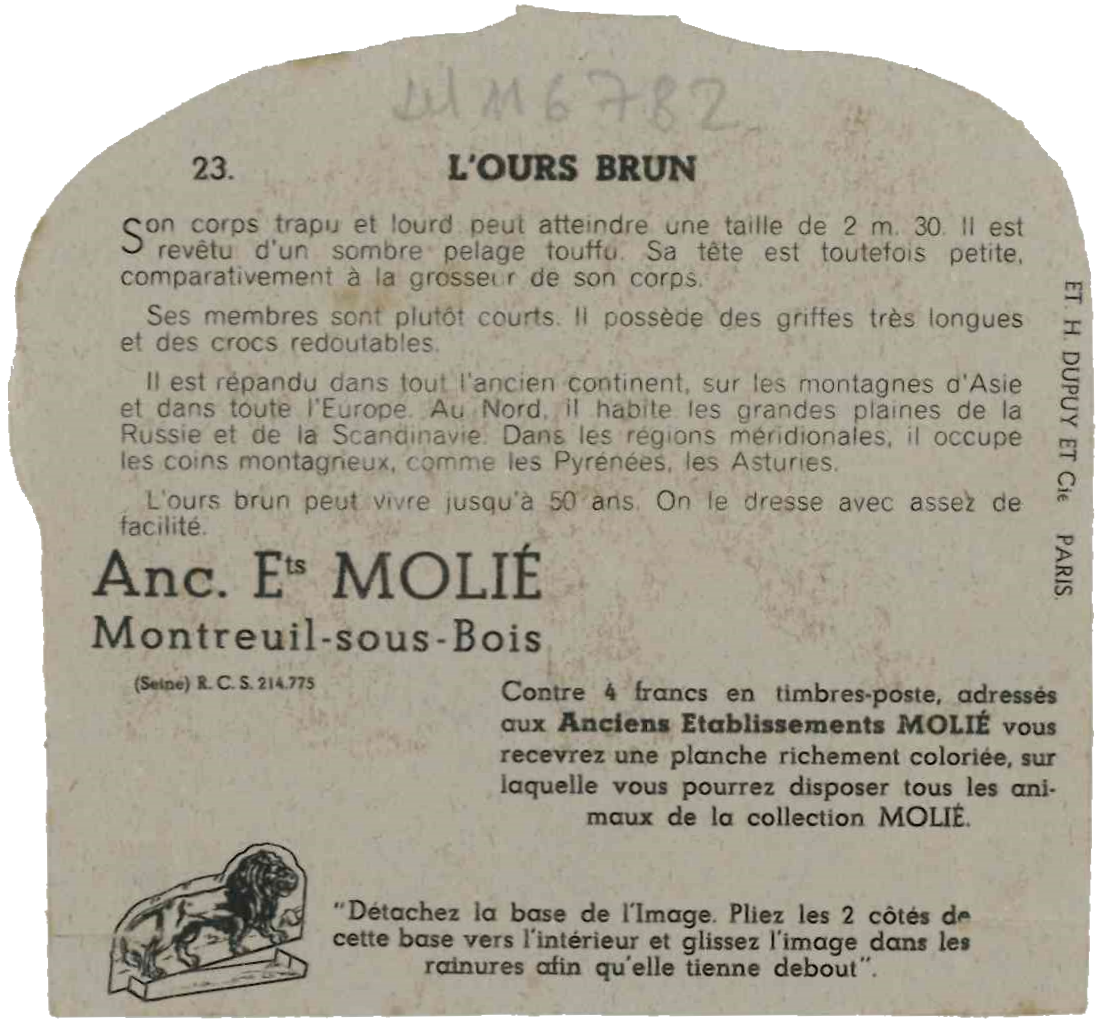 23. L'OURS BRUN
Son corps trapu et lourd peut atteindre une taille de 2 m. 30. Il est
revêtu d'un sombre pelage touffu. Sa tête est toutefois petite,
comparativement à la grosseur de son corps.
Ses membres sont plutôt courts. Il possède des griffes très longues
et des crocs redoutables.
Il est répandu dans tout l'ancien continent, sur les montagnes d'Asie
et dans toute l'Europe. Au Nord, il habite les grandes plaines de la
Russie et de la Scandinavie. Dans les régions méridionales, il occupe
les coins montagneux, comme les Pyrénées, les Asturies.
L'ours brun peut vivre jusqu'à 50 ans. On le dresse avec assez de
facilité.
ET. H. DUPUY ET Cie PARIS.
Anc. Ets MOLIÉ
Montreuil-sous-Bois
(Seine) R. C. S. 214.775
Contre 4 francs en timbres-poste, adressés
aux Anciens Etablissements MOLIÉ vous
recevrez une planche richement coloriée, sur
laquelle vous pourrez disposer tous les ani-
maux de la collection MOLIÉ.
"Détachez la base de l'Image. Pliez les 2 côtés de
cette base vers l'intérieur et glissez l'image dans les
rainures afin qu'elle tienne debout".